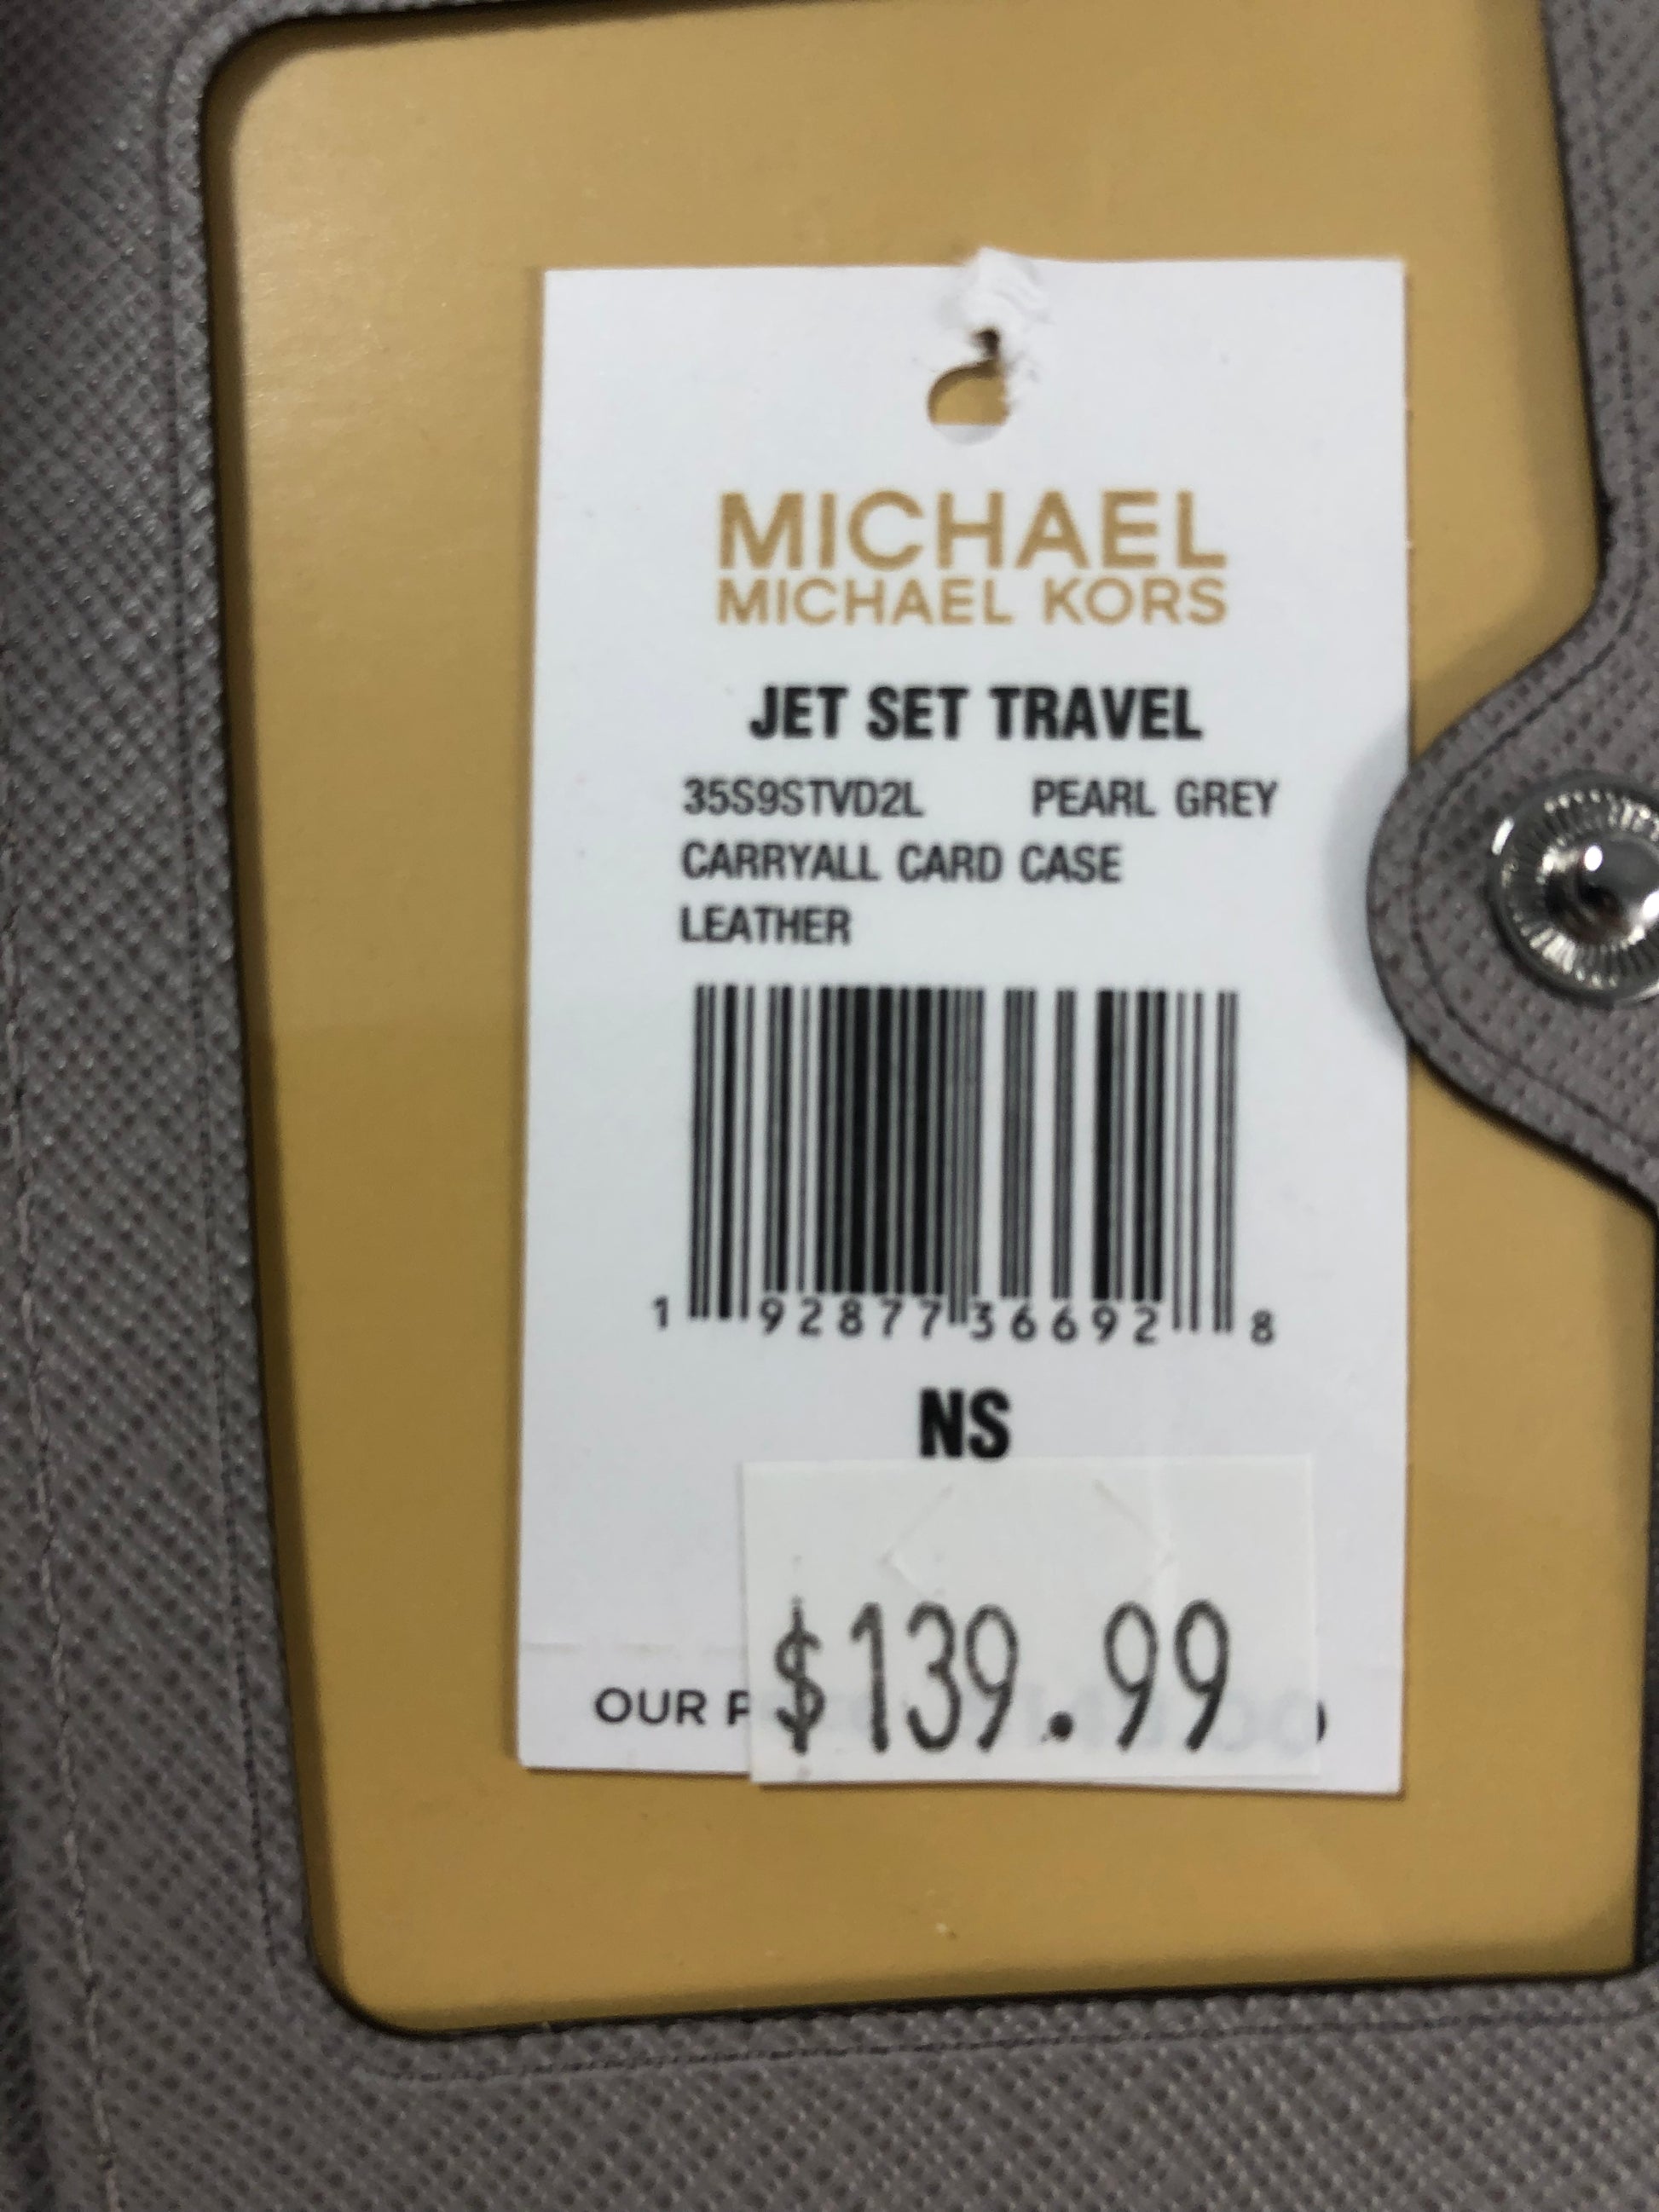 MICHAEL
MICHAEL KORS
JET SET TRAVEL
35S9STVD2L PEARL GREY
CARRYALL CARD CASE
LEATHER
1 92877 36692 8
NS
$139.99
OUR